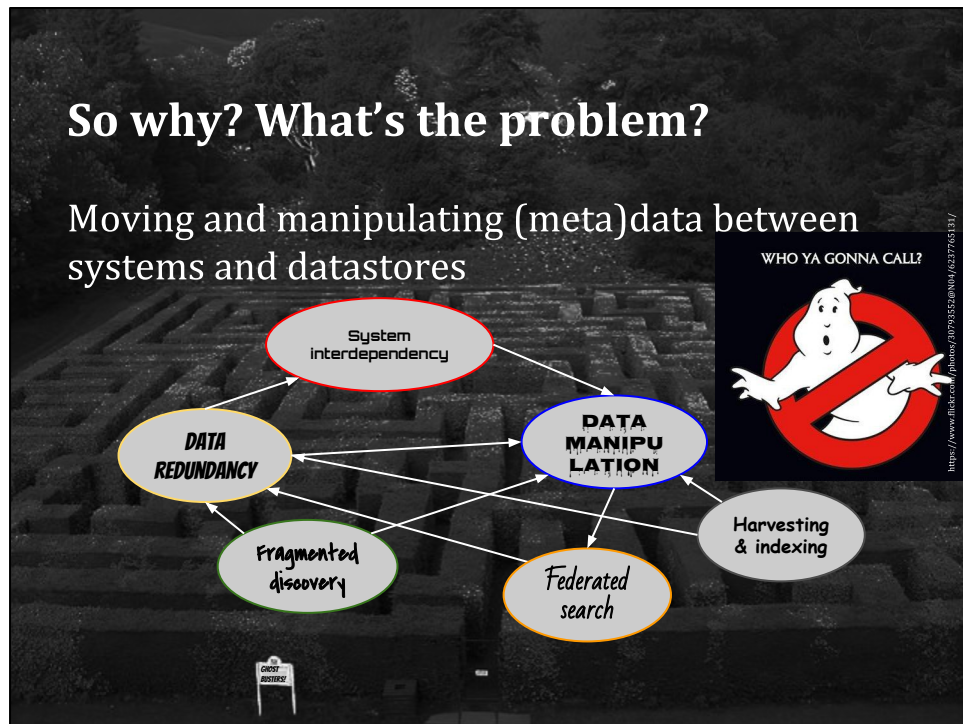 So why? What's the problem?
Moving and manipulating (meta)data between
systems and datastores
WHO YA GONNA CALL?
https://www.flickr.com/photos/30793552@N04/6237765131/
System
interdependency
DATA
REDUNDANCY
DATA
MANIPU
LATION
Harvesting
& indexing
Fragmented
discovery
Federated
search
GHOST
BUSTERS!